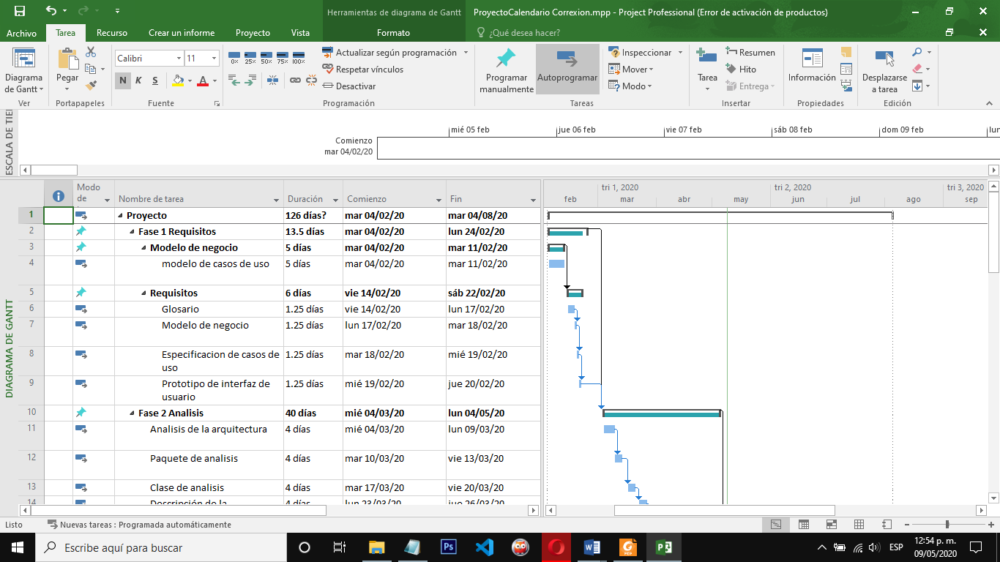 Herramientas de diagrama de Gantt
ProyectoCalendario Correxion.mpp - Project Professional (Error de activación de productos)
Archivo Tarea Recurso Crear un informe Proyecto Vista Formato ¿Qué desea hacer?
Diagrama de Gantt
Ver
Pegar
Portapapeles
Calibri 11
N K S A
Fuente
0% 25% 50% 75% 100%
Actualizar según programación
Respetar vínculos
Desactivar
Programación
Programar manualmente
Autoprogramar
Inspeccionar
Mover
Modo
Tareas
Tarea
Resumen
Hito
Entrega
Insertar
Información
Propiedades
Desplazarse a tarea
Edición
mié 05 feb jue 06 feb vie 07 feb sáb 08 feb dom 09 feb lun
Comienzo
mar 04/02/20
DIAGRAMA DE GANTT
Modo de
Nombre de tarea Duración Comienzo Fin
tri 1, 2020 tri 2, 2020 tri 3, 2020
feb mar abr may jun jul ago sep
1 Proyecto 126 días? mar 04/02/20 mar 04/08/20
2 Fase 1 Requisitos 13.5 días mar 04/02/20 lun 24/02/20
3 Modelo de negocio 5 días mar 04/02/20 mar 11/02/20
4 modelo de casos de uso 5 días mar 04/02/20 mar 11/02/20
5 Requisitos 6 días vie 14/02/20 sáb 22/02/20
6 Glosario 1.25 días vie 14/02/20 lun 17/02/20
7 Modelo de negocio 1.25 días lun 17/02/20 mar 18/02/20
8 Especificacion de casos de uso 1.25 días mar 18/02/20 mié 19/02/20
9 Prototipo de interfaz de usuario 1.25 días mié 19/02/20 jue 20/02/20
10 Fase 2 Analisis 40 días mié 04/03/20 lun 04/05/20
11 Analisis de la arquitectura 4 días mié 04/03/20 lun 09/03/20
12 Paquete de analisis 4 días mar 10/03/20 vie 13/03/20
13 Clase de analisis 4 días mar 17/03/20 vie 20/03/20
14 Descripción de la 4 días lun 23/03/20 jue 26/03/20
Listo Nuevas tareas : Programada automáticamente
Escribe aquí para buscar
Ps
ESP
12:54 p. m.
09/05/2020